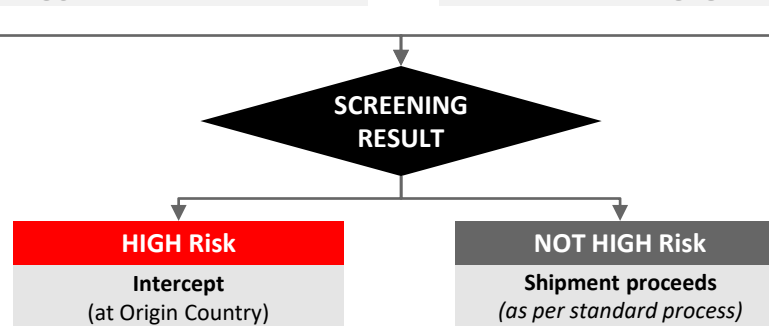 SCREENING
RESULT
HIGH Risk
NOT HIGH Risk
Intercept
(at Origin Country)
Shipment proceeds
(as per standard process)